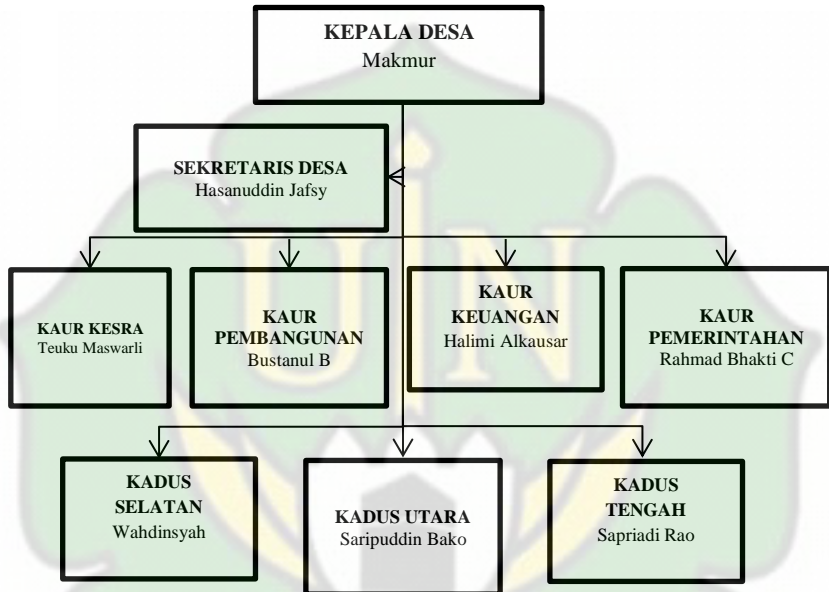 KEPALA DESA
Makmur
SEKRETARIS DESA
Hasanuddin Jafsy
KAUR KESRA
Teuku Maswarli
KAUR
PEMBANGUNAN
Bustanul B
KAUR
KEUANGAN
Halimi Alkausar
KAUR
PEMERINTAHAN
Rahmad Bhakti C
KADUS
SELATAN
Wahdinsyah
KADUS UTARA
Saripuddin Bako
KADUS
TENGAH
Sapriadi Rao
UIN